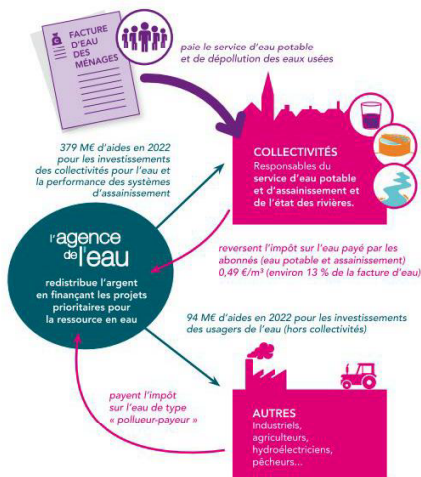 FACTURE
D'EAU
DES
MÉNAGES
paie le service d'eau potable
et de dépollution des eaux usées
379 M€ d'aides en 2022
pour les investissements
des collectivités pour l'eau et
la performance des systèmes
d'assainissement
COLLECTIVITÉS
Responsables du
service d'eau potable
et d'assainissement et
de l'état des rivières.
l'agence
de l'eau
redistribue l'argent
en finançant les projets
prioritaires pour
la ressource en eau
reversent l'impôt sur l'eau payé par les
abonnés (eau potable et assainissement)
0,49 €/m³ (environ 13 % de la facture d'eau)
94 M€ d'aides en 2022 pour les investissements
des usagers de l'eau (hors collectivités)
payent l'impôt
sur l'eau de type
« pollueur-payeur »
AUTRES
Industriels,
agriculteurs,
hydroélectriciens,
pêcheurs...